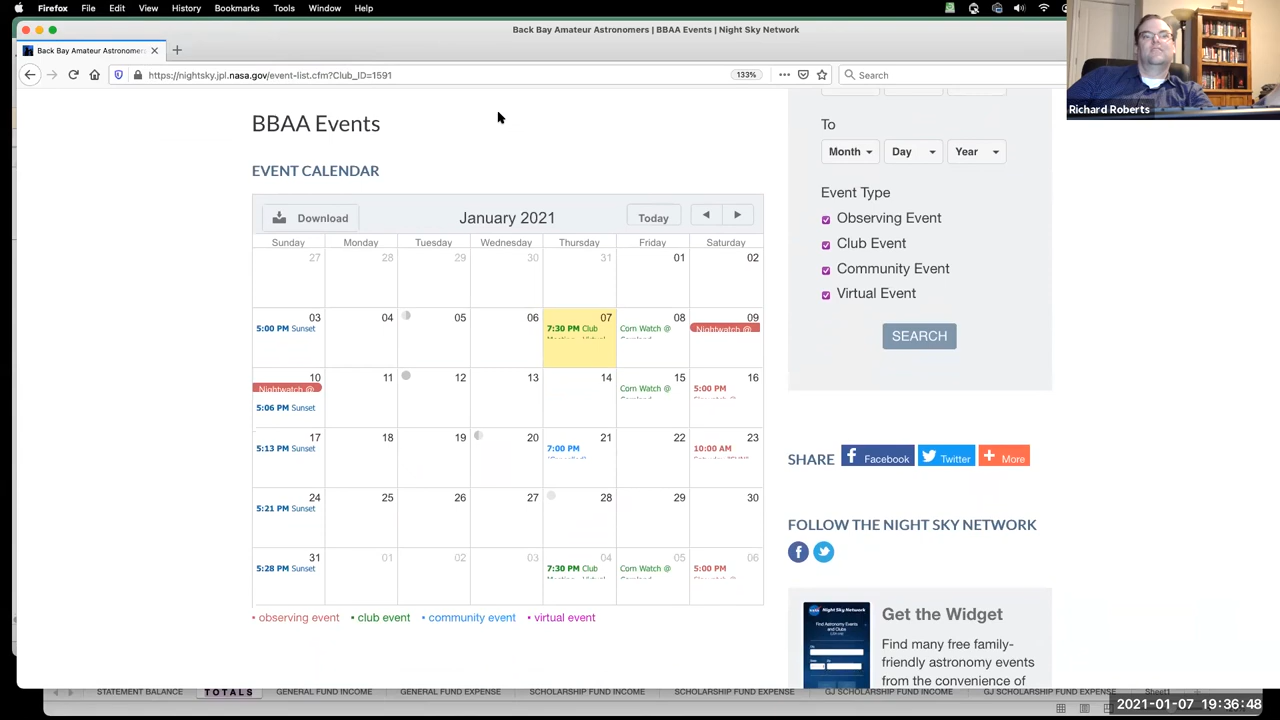 Firefox File Edit View History Bookmarks Tools Window Help
Back Bay Amateur Astronomers | BBAA Events | Night Sky Network
Back Bay Amateur Astronomers
https://nightsky.jpl.nasa.gov/event-list.cfm?Club_ID=1591
133%
Search
Richard Roberts
BBAA Events
EVENT CALENDAR
Download
January 2021
Today
Sunday Monday Tuesday Wednesday Thursday Friday Saturday
27 28 29 30 31 01 02
03 04 05 06 07 08 09
5:00 PM Sunset
7:30 PM Club
Corn Watch @
Nightwatch @
10 11 12 13 14 15 16
Nightwatch @
5:06 PM Sunset
Corn Watch @
5:00 PM
17 18 19 20 21 22 23
5:13 PM Sunset
7:00 PM
10:00 AM
24 25 26 27 28 29 30
5:21 PM Sunset
31 01 02 03 04 05 06
5:28 PM Sunset
7:30 PM Club
Corn Watch @
5:00 PM
• observing event • club event • community event • virtual event
To
Month Day Year
Event Type
Observing Event
Club Event
Community Event
Virtual Event
SEARCH
SHARE Facebook Twitter More
FOLLOW THE NIGHT SKY NETWORK
Night Sky Network
Get the Widget
Find many free family-
friendly astronomy events
from the convenience of
STATEMENT BALANCE TOTALS GENERAL FUND INCOME GENERAL FUND EXPENSE SCHOLARSHIP FUND INCOME SCHOLARSHIP FUND EXPENSE GJ SCHOLARSHIP FUND INCOME GJ SCHOLARSHIP FUND EXPENSE Sheet1
2021-01-07 19:36:48